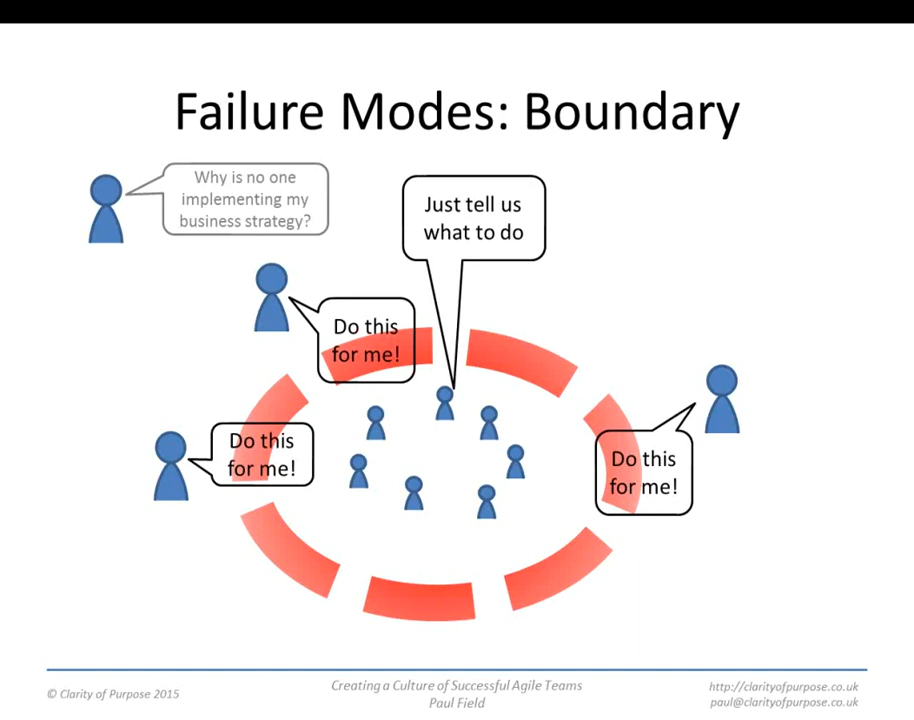 Failure Modes: Boundary
Why is no one
implementing my
business strategy?
Just tell us
what to do
Do this
for me!
Do this
for me!
Do this
for me!
© Clarity of Purpose 2015
Creating a Culture of Successful Agile Teams
Paul Field
http://clarityofpurpose.co.uk
paul@clarityofpurpose.co.uk